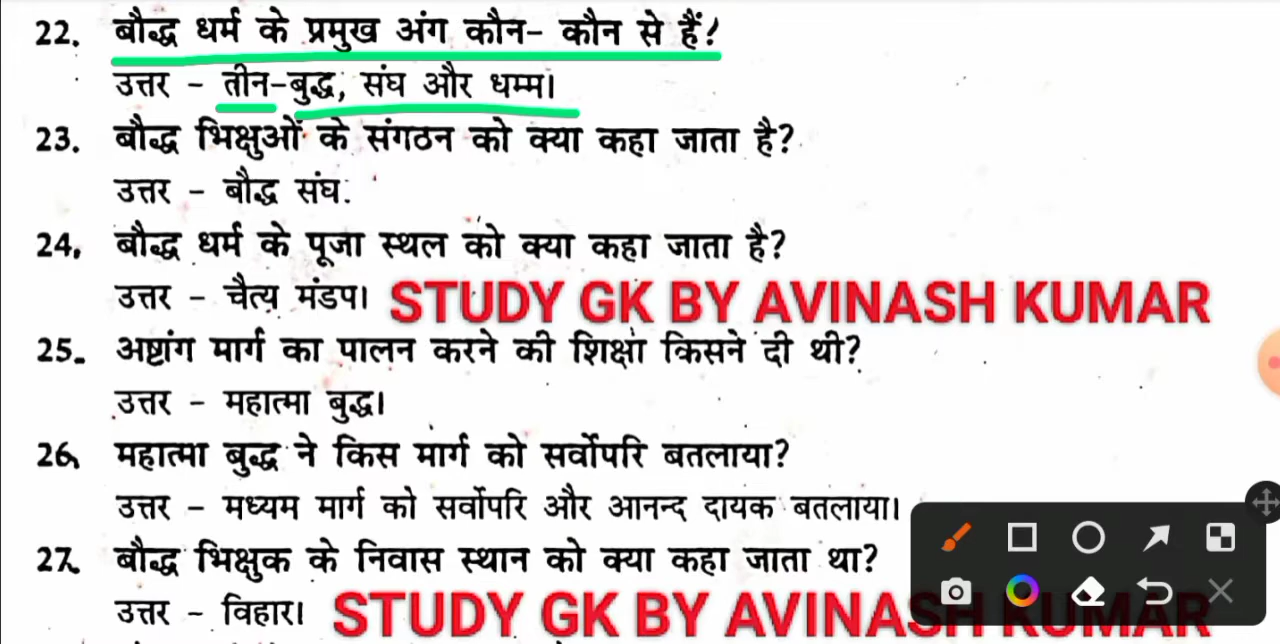 22. बौद्ध धर्म के प्रमुख अंग कौन- कौन से हैं?
उत्तर - तीन-बुद्ध, संघ और धम्म।
23. बौद्ध भिक्षुओं के संगठन को क्या कहा जाता है?
उत्तर - बौद्ध संघ.
24. बौद्ध धर्म के पूजा स्थल को क्या कहा जाता है?
उत्तर - चैत्य मंडप। STUDY GK BY AVINASH KUMAR
25. अष्टांग मार्ग का पालन करने की शिक्षा किसने दी थी?
उत्तर - महात्मा बुद्ध।
26. महात्मा बुद्ध ने किस मार्ग को सर्वोपरि बतलाया?
उत्तर - मध्यम मार्ग को सर्वोपरि और आनन्द दायक बतलाया।
27. बौद्ध भिक्षुक के निवास स्थान को क्या कहा जाता था?
उत्तर - विहार। STUDY GK BY AVINASH KUMAR